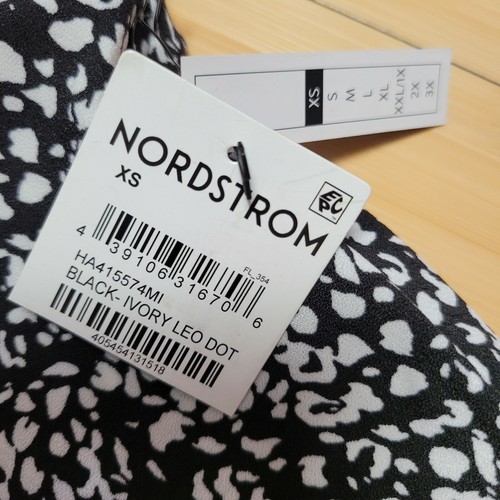 NORDSTROM
XS
EPC
FL_354
4 39106 31670 6
HA415574MI
BLACK- IVORY LEO DOT
405454131518
XS
S
M
L
XL
XXL/1X
2X
3X